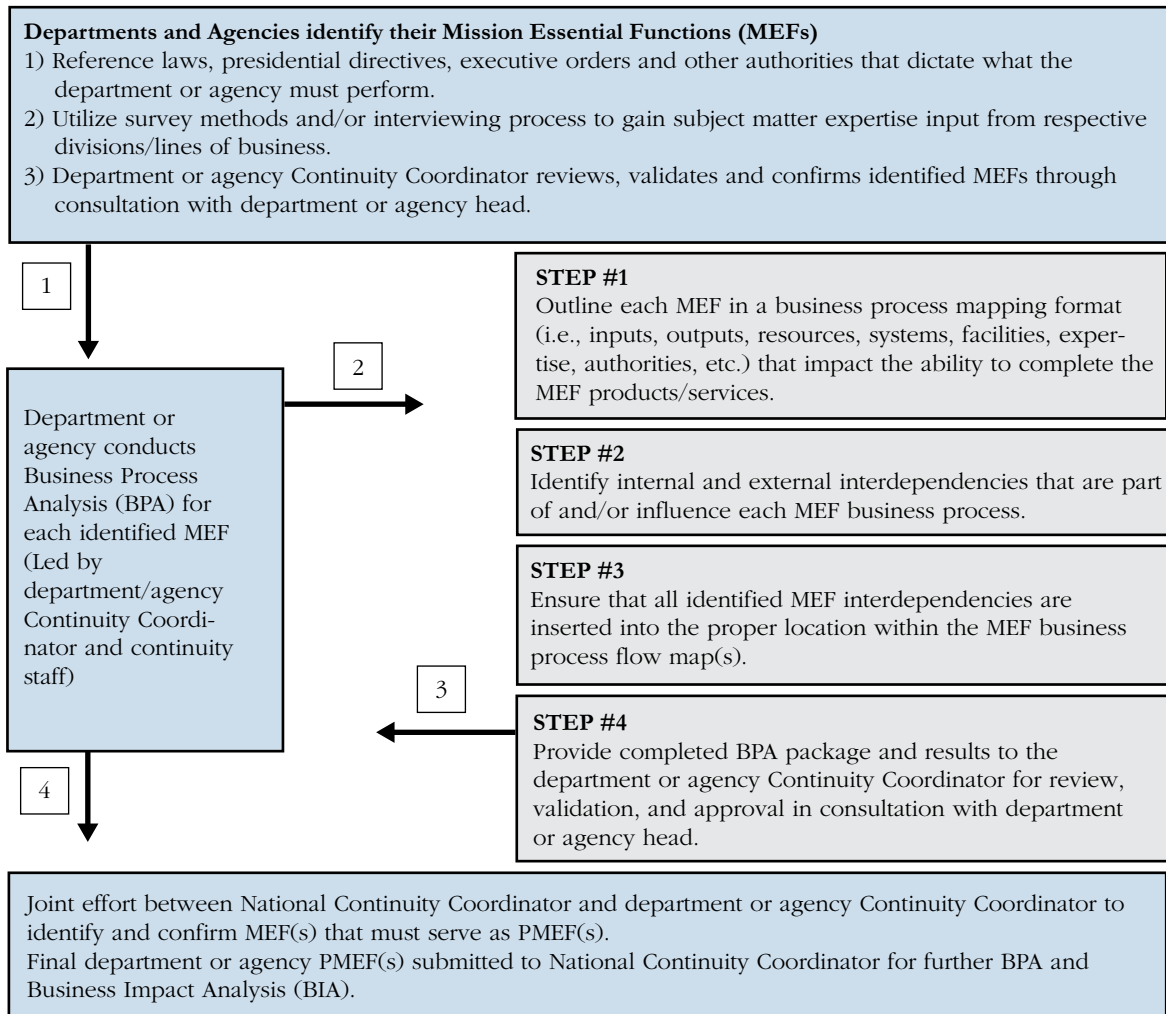 Departments and Agencies identify their Mission Essential Functions (MEFs)
1) Reference laws, presidential directives, executive orders and other authorities that dictate what the
department or agency must perform.
2) Utilize survey methods and/or interviewing process to gain subject matter expertise input from respective
divisions/lines of business.
3) Department or agency Continuity Coordinator reviews, validates and confirms identified MEFs through
consultation with department or agency head.
1
2
Department or
agency conducts
Business Process
Analysis (BPA) for
each identified MEF
(Led by
department/agency
Continuity Coordi-
nator and continuity
staff)
STEP #1
Outline each MEF in a business process mapping format
(i.e., inputs, outputs, resources, systems, facilities, exper-
tise, authorities, etc.) that impact the ability to complete the
MEF products/services.
STEP #2
Identify internal and external interdependencies that are part
of and/or influence each MEF business process.
STEP #3
Ensure that all identified MEF interdependencies are
inserted into the proper location within the MEF business
process flow map(s).
3
STEP #4
Provide completed BPA package and results to the
department or agency Continuity Coordinator for review,
validation, and approval in consultation with department
or agency head.
4
Joint effort between National Continuity Coordinator and department or agency Continuity Coordinator to
identify and confirm MEF(s) that must serve as PMEF(s).
Final department or agency PMEF(s) submitted to National Continuity Coordinator for further BPA and
Business Impact Analysis (BIA).